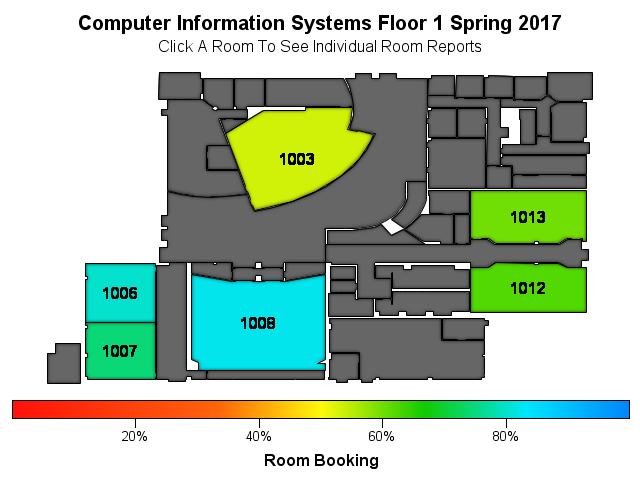 Computer Information Systems Floor 1 Spring 2017
Click A Room To See Individual Room Reports
1003
1013
1012
1006
1008
1007
20% 40% 60% 80%
Room Booking